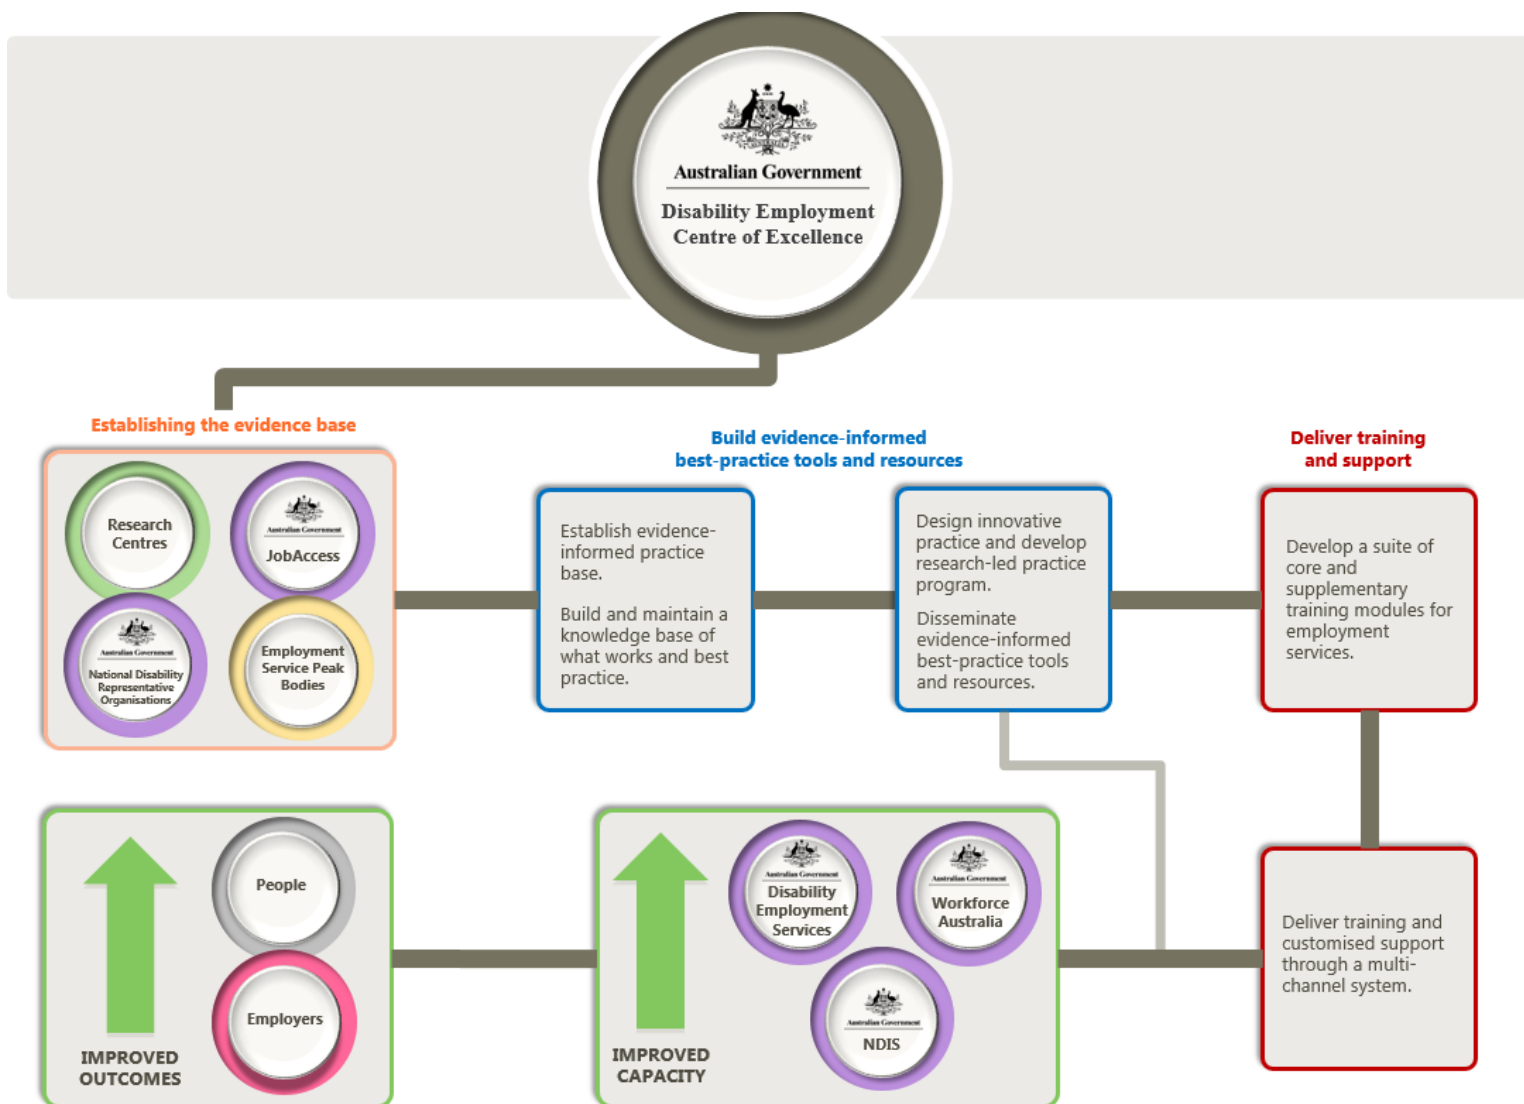 Australian Government
Disability Employment
Centre of Excellence
Establishing the evidence base
Research
Centres
Australian Government
JobAccess
Australian Government
National Disability
Representative
Organisations
Employment
Service Peak
Bodies
Build evidence-informed
best-practice tools and resources
Establish evidence-
informed practice
base.
Build and maintain a
knowledge base of
what works and best
practice.
Design innovative
practice and develop
research-led practice
program.
Disseminate
evidence-informed
best-practice tools
and resources.
Deliver training
and support
Develop a suite of
core and
supplementary
training modules for
employment
services.
Deliver training and
customised support
through a multi-
channel system.
Australian Government
Disability
Employment
Services
Australian Government
Workforce
Australia
Australian Government
NDIS
IMPROVED
CAPACITY
People
Employers
IMPROVED
OUTCOMES